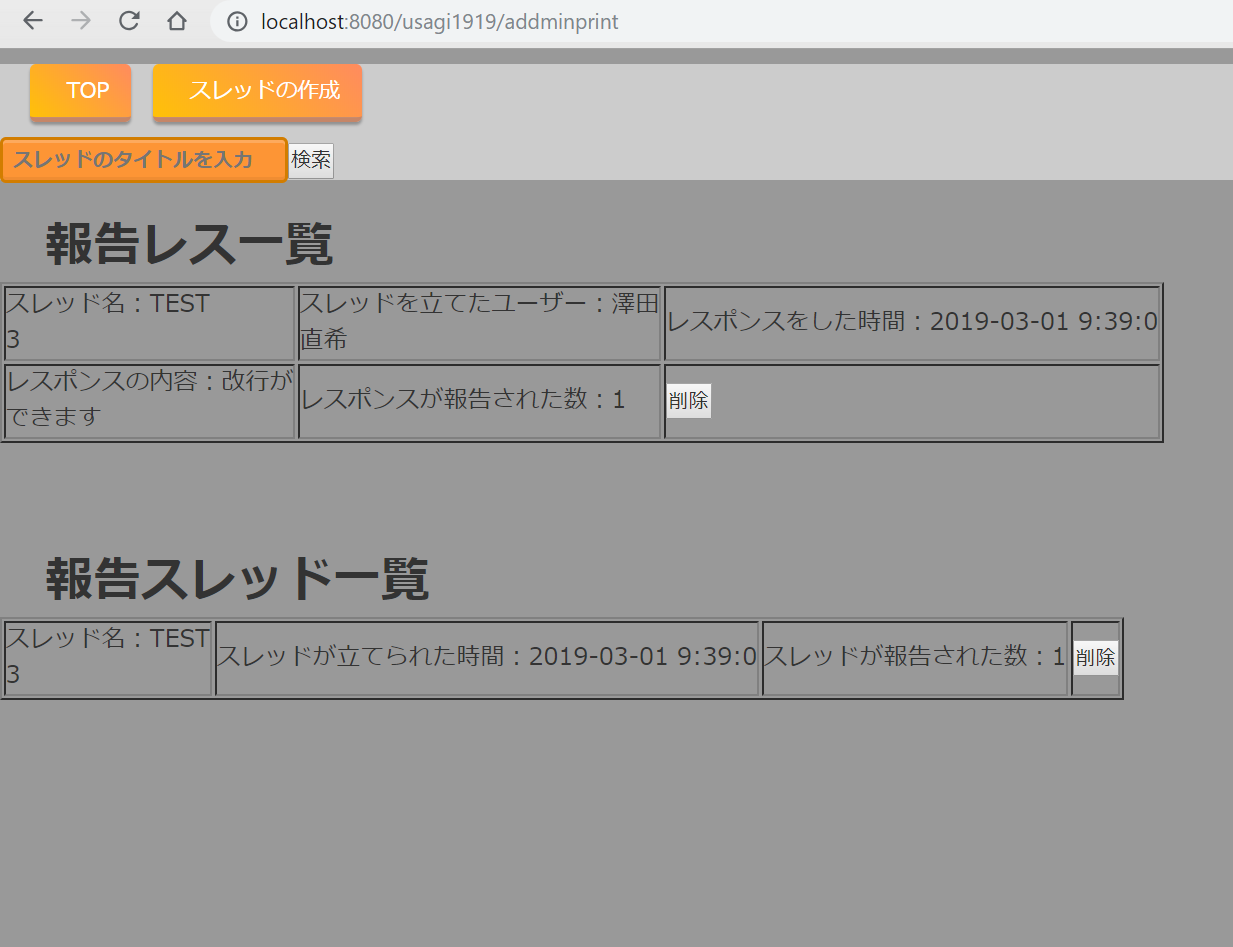 localhost:8080/usagi1919/addminprint
TOP
スレッドの作成
スレッドのタイトルを入力
検索
報告レス一覧
スレッド名：TEST
3
スレッドを立てたユーザー：澤田
直希
レスポンスをした時間：2019-03-01 9:39:0
レスポンスの内容：改行が
できます
レスポンスが報告された数：1
削除
報告スレッド一覧
スレッド名：TEST
3
スレッドが立てられた時間：2019-03-01 9:39:0
スレッドが報告された数：1
削除